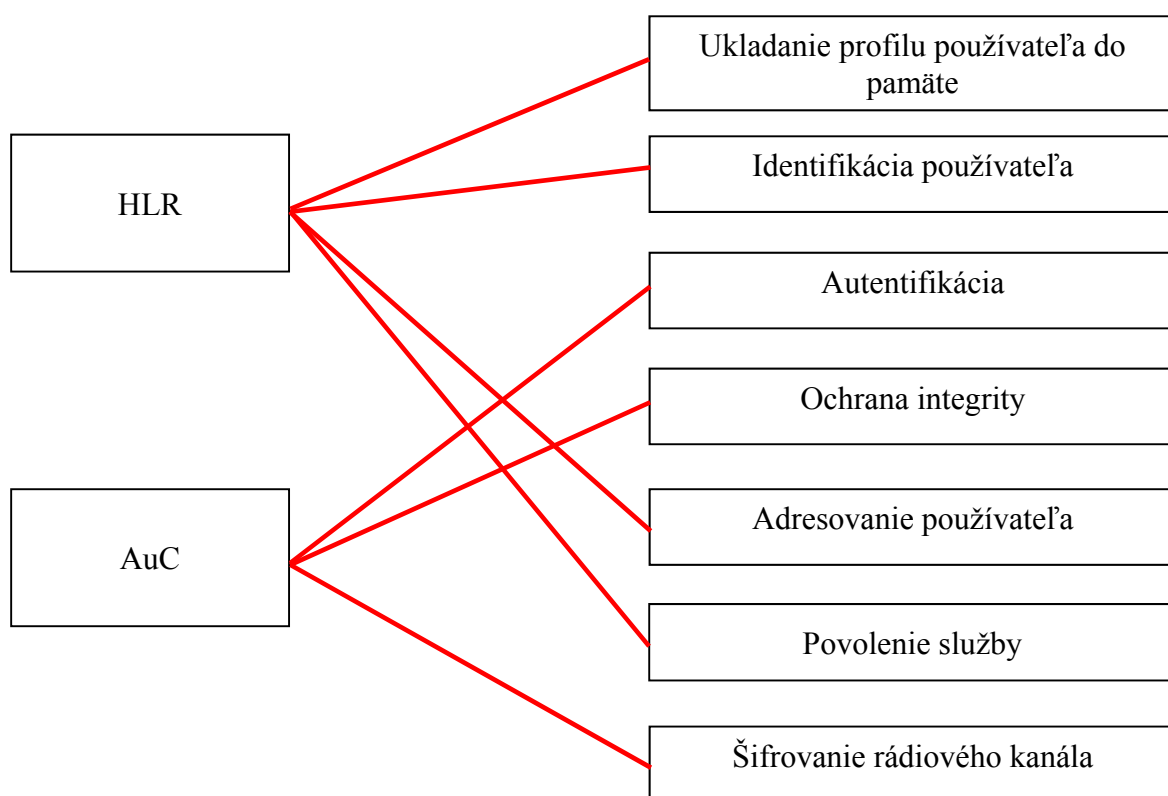 Ukladanie profilu používateľa do
pamäte
HLR
Identifikácia používateľa
Autentifikácia
Ochrana integrity
AuC
Adresovanie používateľa
Povolenie služby
Šifrovanie rádiového kanála